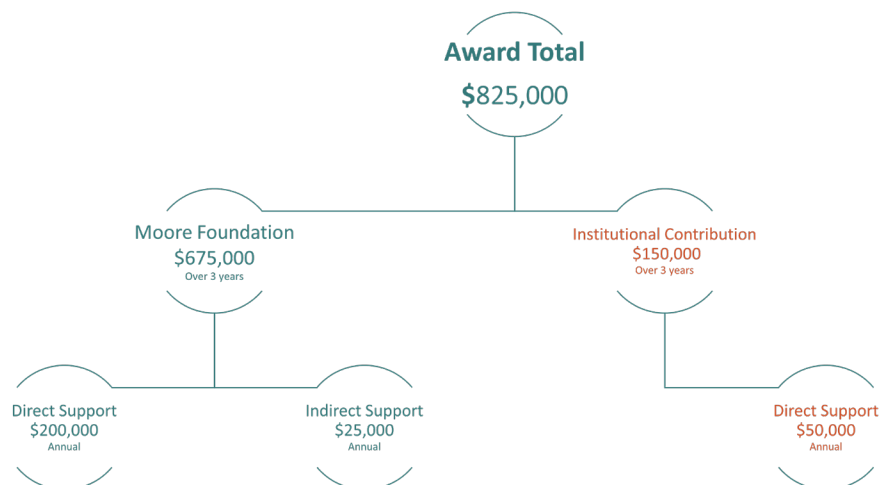 Award Total
$825,000
Moore Foundation
$675,000
Over 3 years
Institutional Contribution
$150,000
Over 3 years
Direct Support
$200,000
Annual
Indirect Support
$25,000
Annual
Direct Support
$50,000
Annual